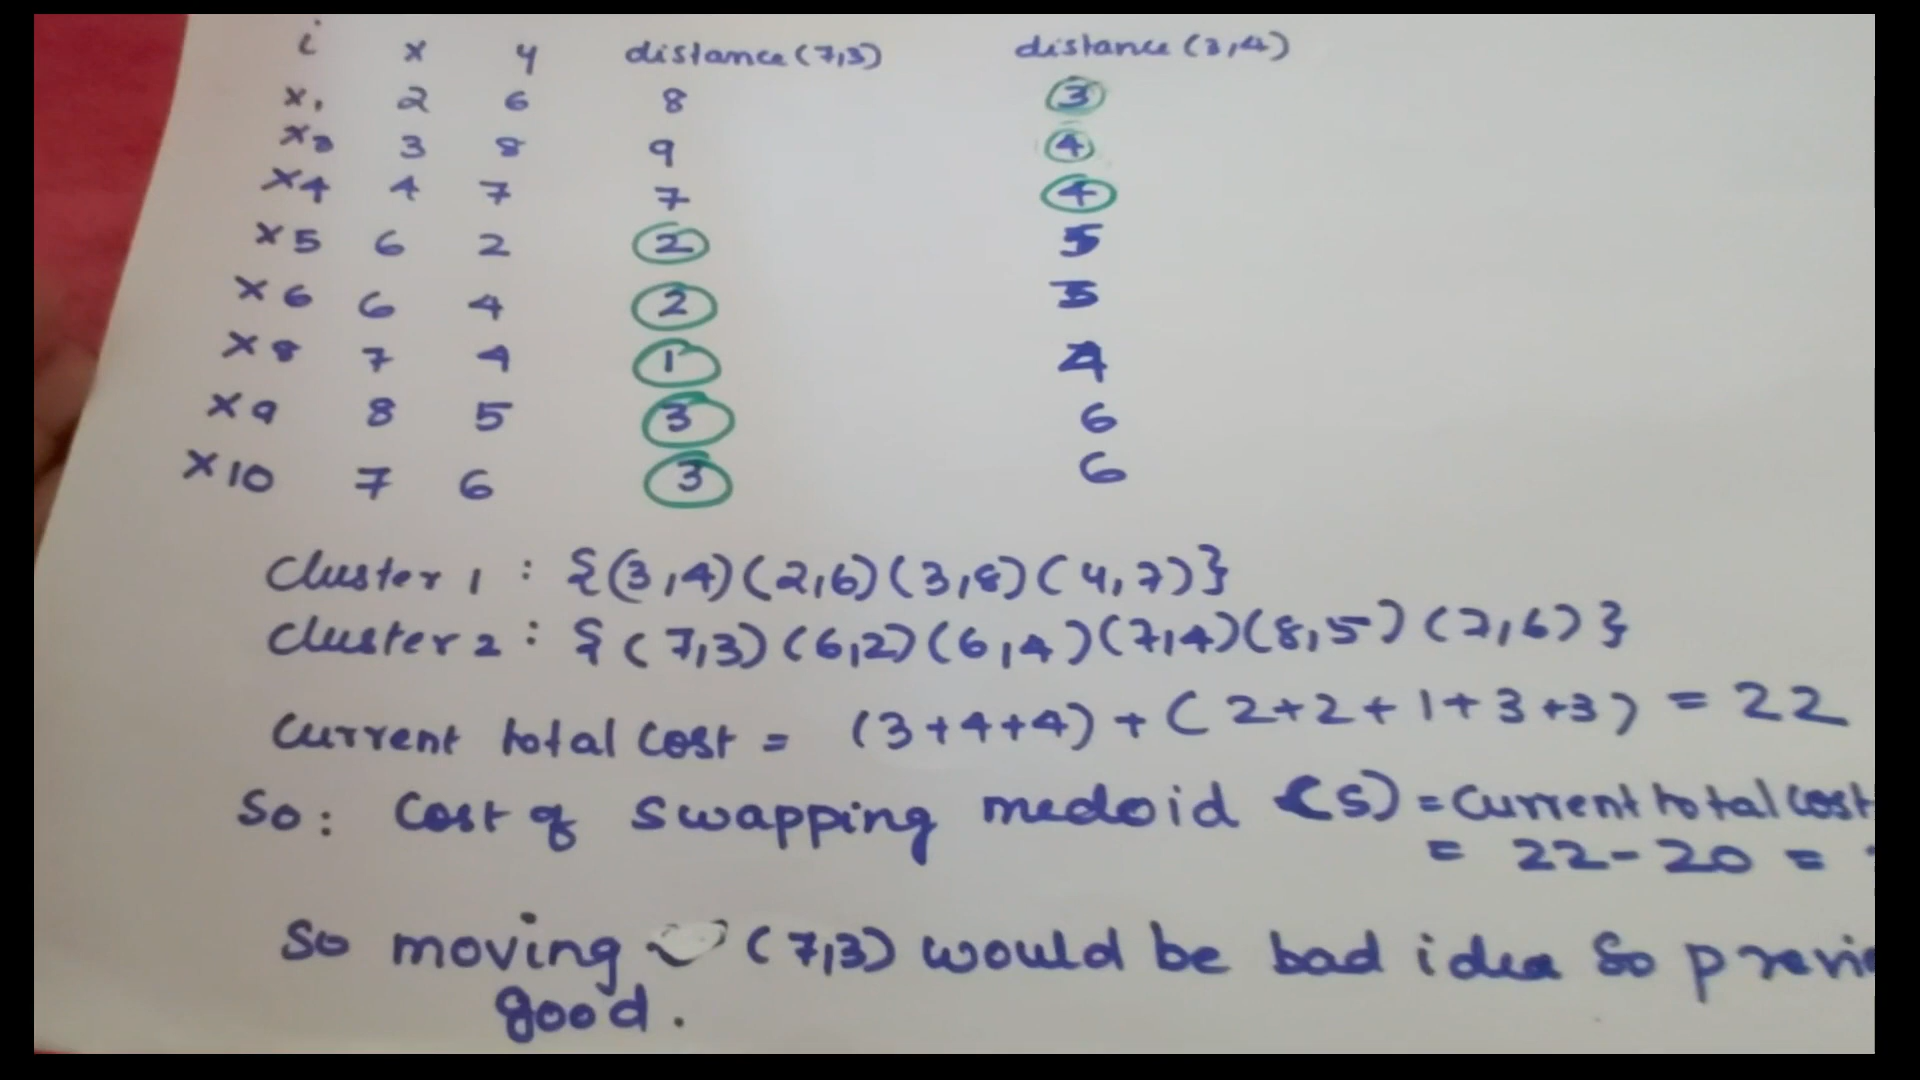 i x y distance (7,3) distance (3,4)
x1 2 6 8 3
x3 3 8 9 4
x4 4 7 7 4
x5 6 2 2 5
x6 6 4 2 3
x8 7 4 1 4
x9 8 5 3 6
x10 7 6 3 6
Cluster 1 : {(3,4)(2,6)(3,8)(4,7)}
Cluster 2 : {(7,3)(6,2)(6,4)(7,4)(8,5)(7,6)}
Current total cost = (3+4+4)+(2+2+1+3+3) = 22
So: Cost of swapping medoid (S) = Current total cost
= 22-20 =
So moving (7,3) would be bad idea So
good.